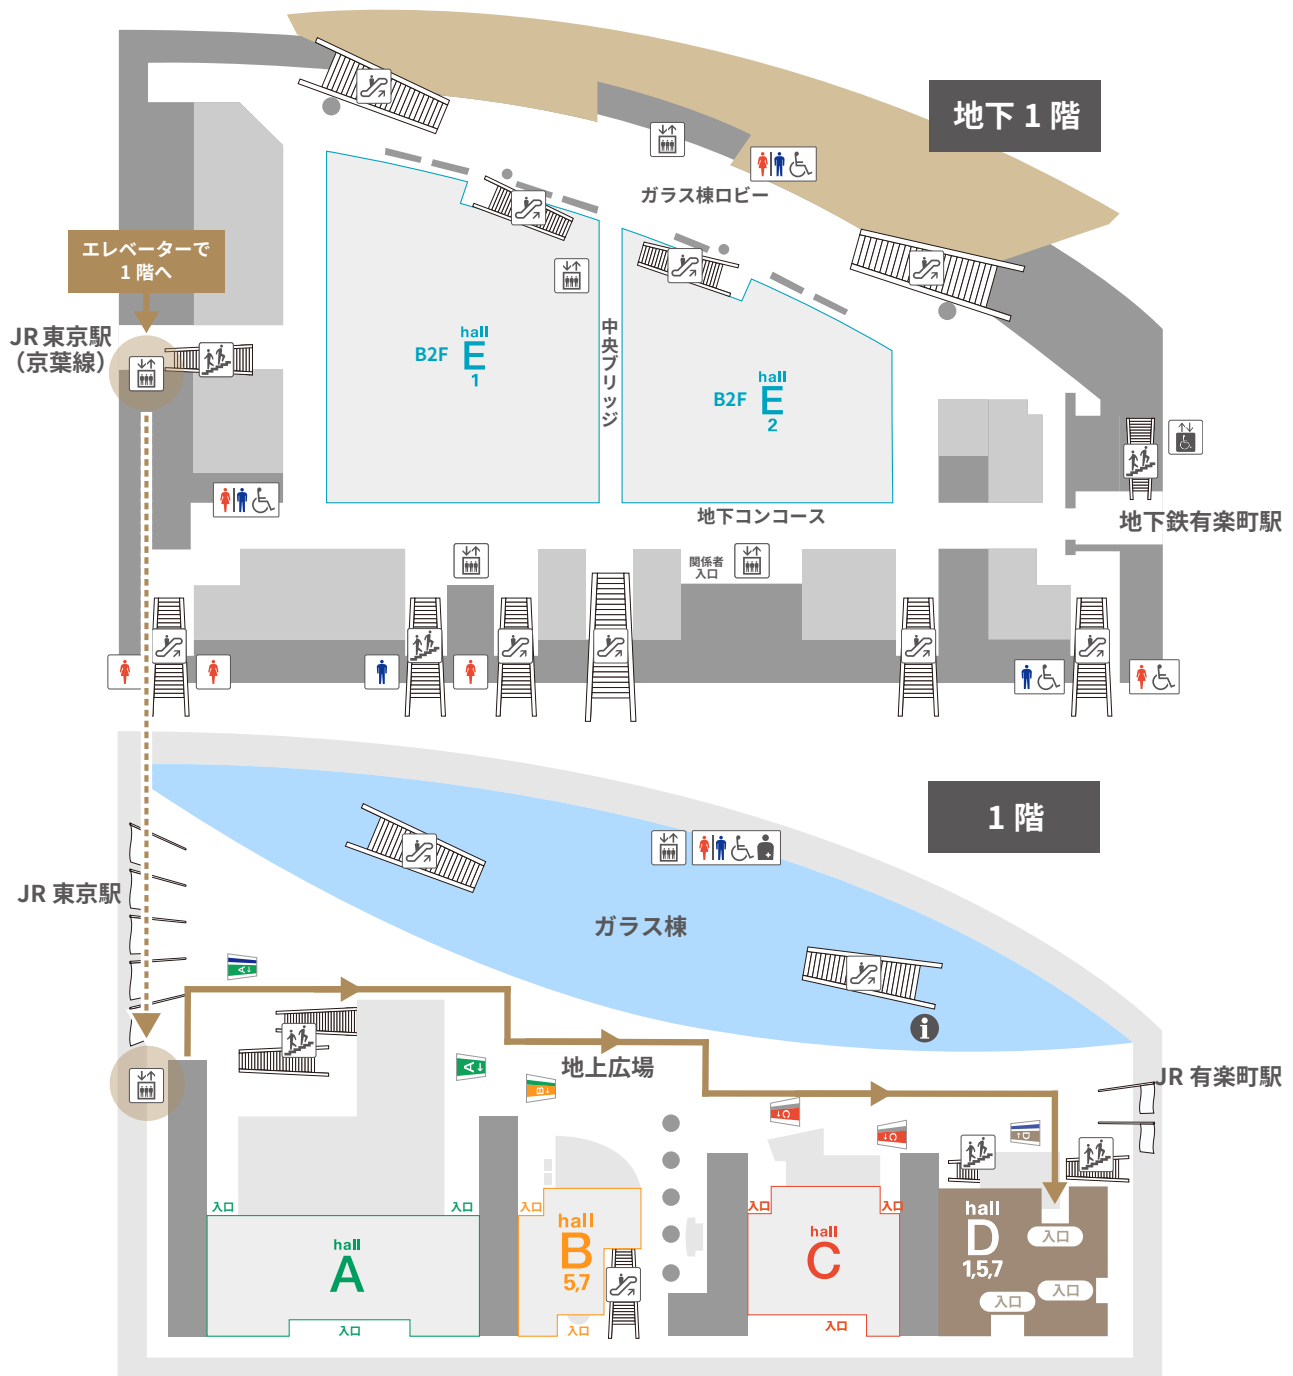 地下1階
ガラス棟ロビー
エレベーターで
1階へ
JR東京駅
（京葉線）
hall
B2F E
1
中央ブリッジ
hall
B2F E
2
地下コンコース
地下鉄有楽町駅
関係者
入口
1階
JR 東京駅
ガラス棟
i
A
地上広場
A
B
C
C
D
JR 有楽町駅
入口
入口
hall
A
入口
入口
hall
B
5,7
入口
入口
入口
hall
C
入口
hall
D
1,5,7
入口
入口
入口